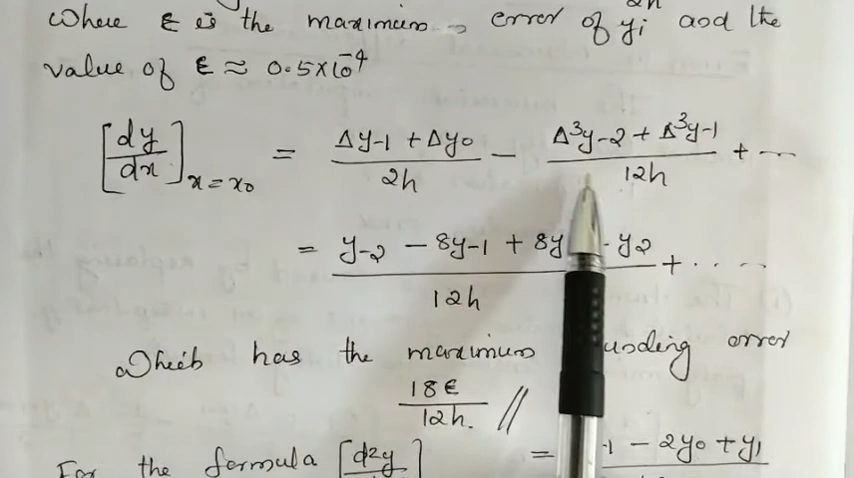 where ε is the maximum error of yi and the
value of ε ≈ 0.5×10^-4
[dy/dx]x=x0 = (Δy-1 + Δy0)/2h − (Δ³y-2 + Δ³y-1)/12h + ...
= (y-2 − 8y-1 + 8y - y2)/12h + ....
which has the maximum unding error
18ε/12h. //
For the formula [d²y = -1 − 2y0 + y1